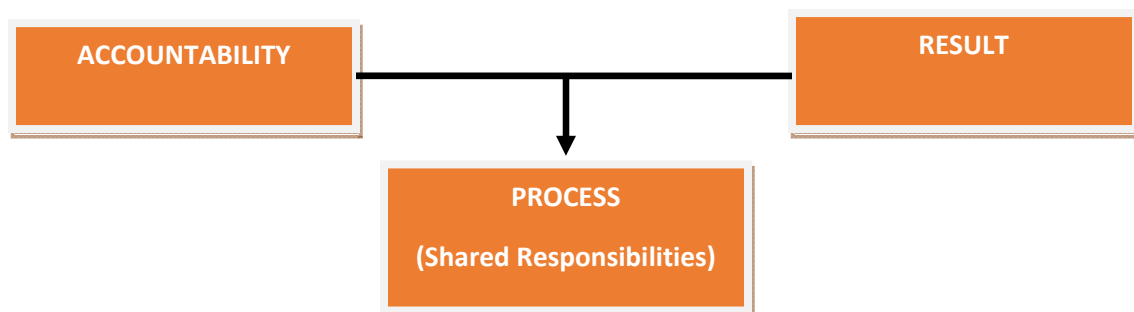 ACCOUNTABILITY
RESULT
PROCESS
(Shared Responsibilities)